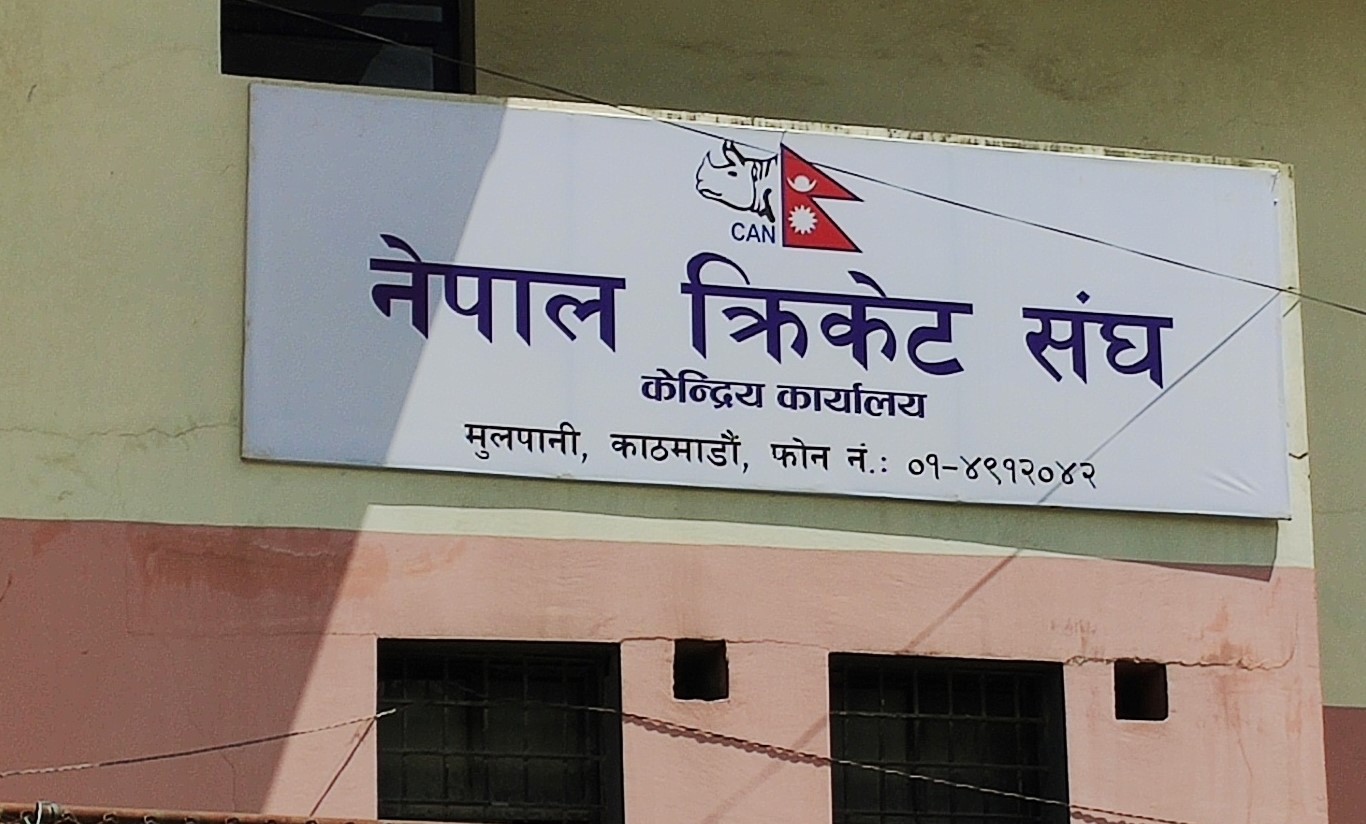 CAN
नेपाल क्रिकेट संघ
केन्द्रिय कार्यालय
मुलपानी, काठमाडौं, फोन नं.: ०१-४९१२०४२